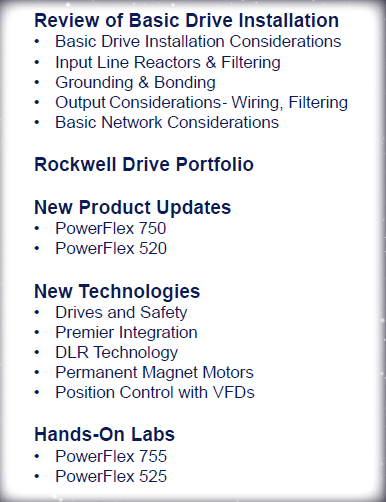 Review of Basic Drive Installation
• Basic Drive Installation Considerations
• Input Line Reactors & Filtering
• Grounding & Bonding
• Output Considerations- Wiring, Filtering
• Basic Network Considerations
Rockwell Drive Portfolio
New Product Updates
• PowerFlex 750
• PowerFlex 520
New Technologies
• Drives and Safety
• Premier Integration
• DLR Technology
• Permanent Magnet Motors
• Position Control with VFDs
Hands-On Labs
• PowerFlex 755
• PowerFlex 525